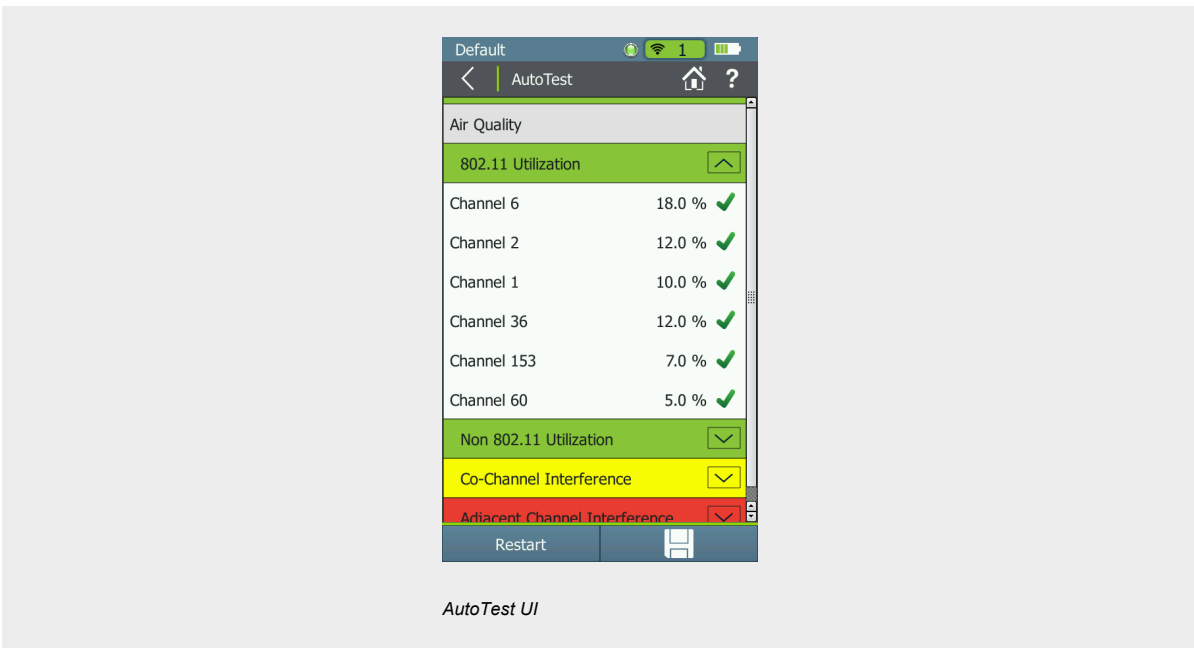 Default 1
AutoTest ?
Air Quality
802.11 Utilization
Channel 6 18.0 %
Channel 2 12.0 %
Channel 1 10.0 %
Channel 36 12.0 %
Channel 153 7.0 %
Channel 60 5.0 %
Non 802.11 Utilization
Co-Channel Interference
Adjacent Channel Interference
Restart
AutoTest UI